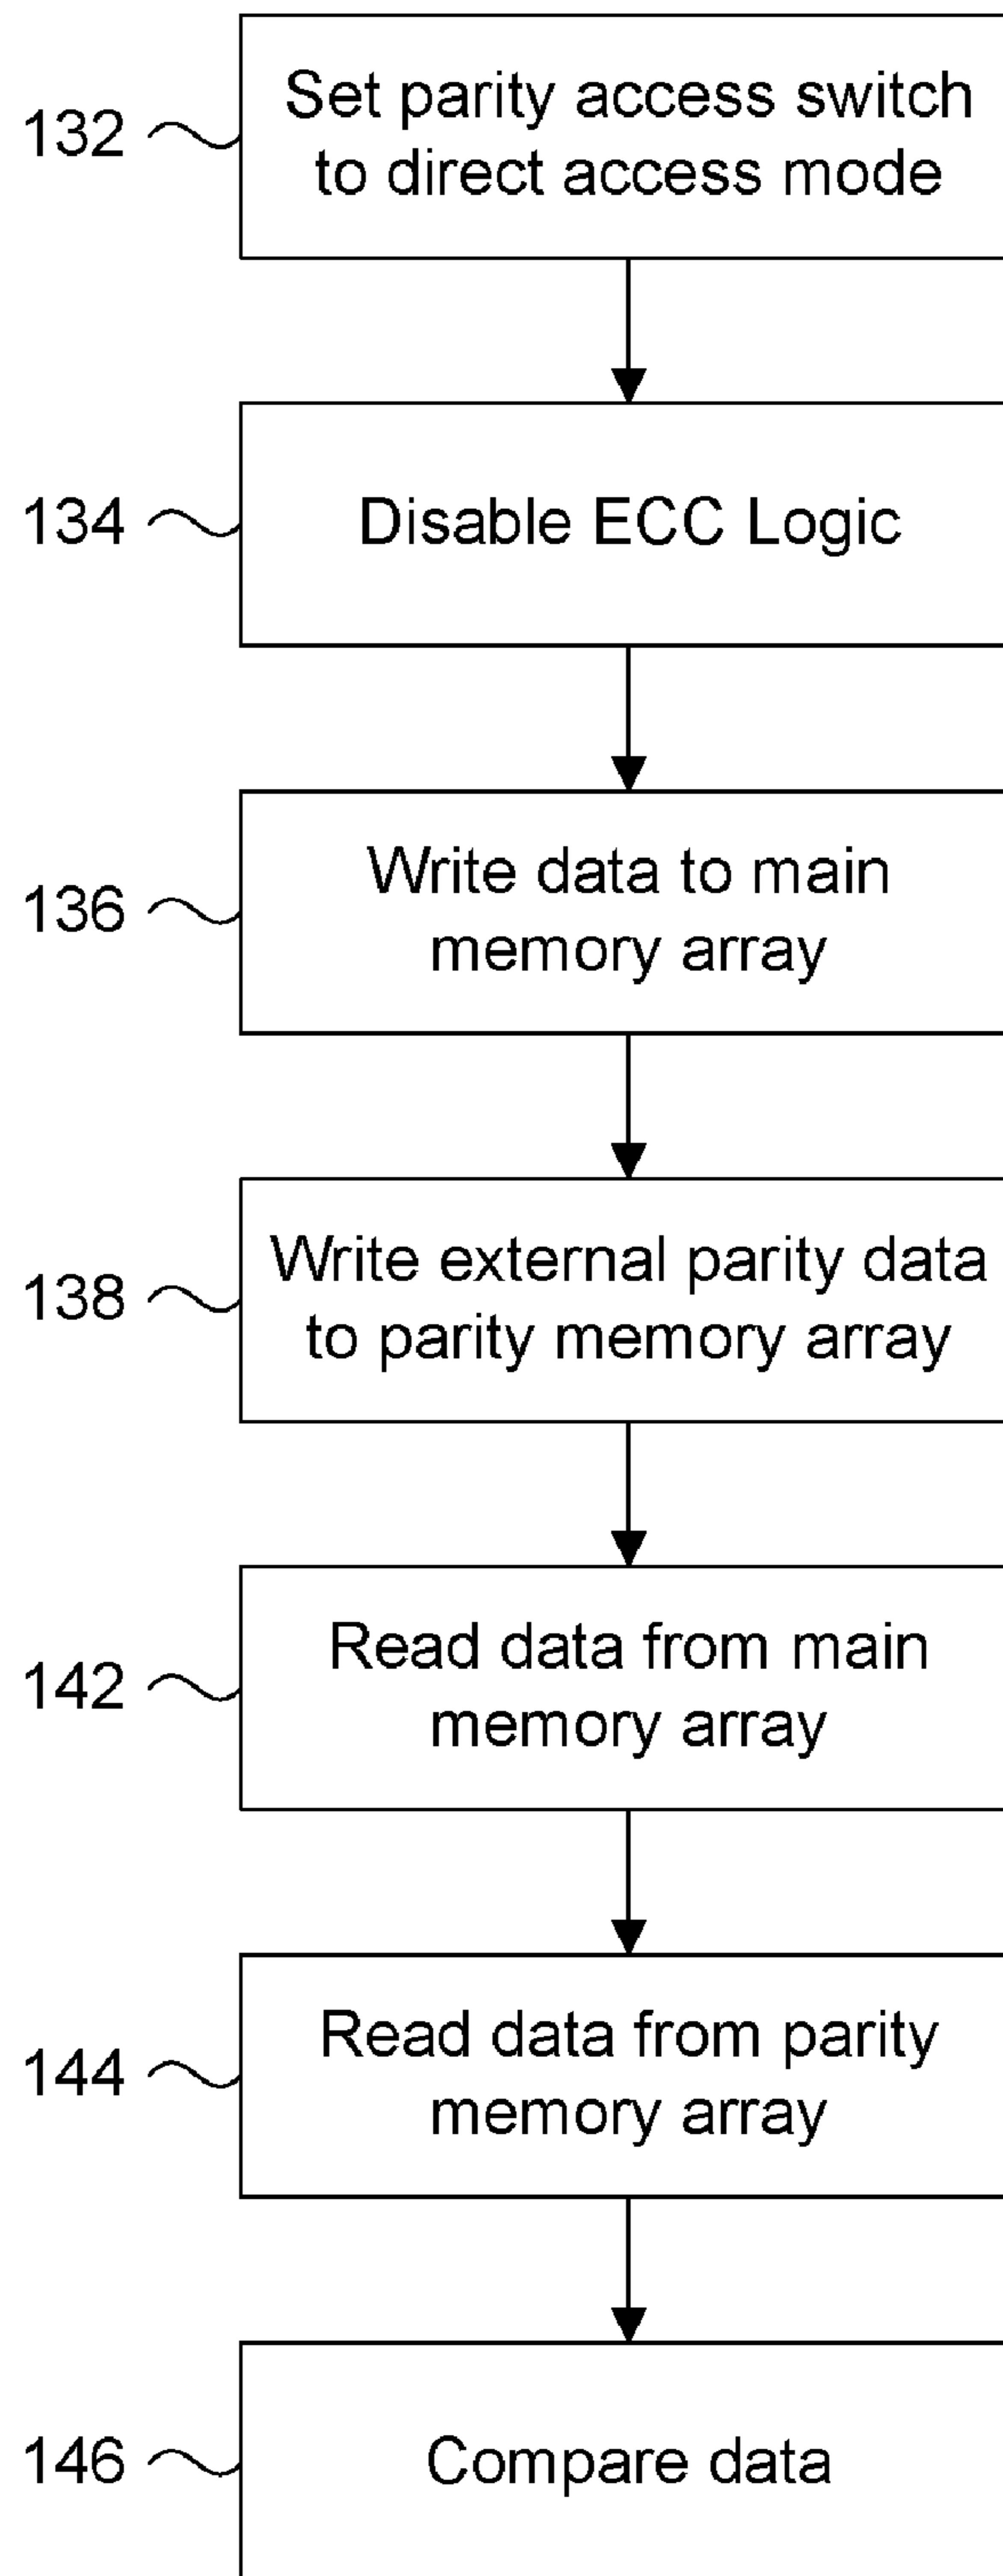 132
Set parity access switch
to direct access mode
134
Disable ECC Logic
136
Write data to main
memory array
138
Write external parity data
to parity memory array
142
Read data from main
memory array
144
Read data from parity
memory array
146
Compare data